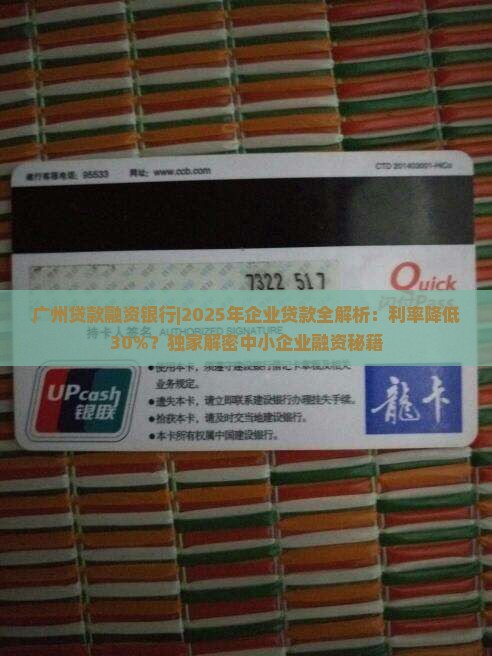 银行客服电话：95533 网址：www.ccb.com CTD 201403001-HiCo
7322 517
Quick
闪付 Pass
广州贷款融资银行|2025年企业贷款全解析：利率降低
30%？独家解密中小企业融资秘籍
持卡人签名 AUTHORIZED SIGNATURE
•使用本卡，须遵守建设银行借记卡章程及相关
业务规定。
•遗失本卡，请立即联系建设银行办理挂失手续。
•拾获本卡，请及时交当地建设银行。
•本卡所有权属中国建设银行。
UPcash
银联
龍卡